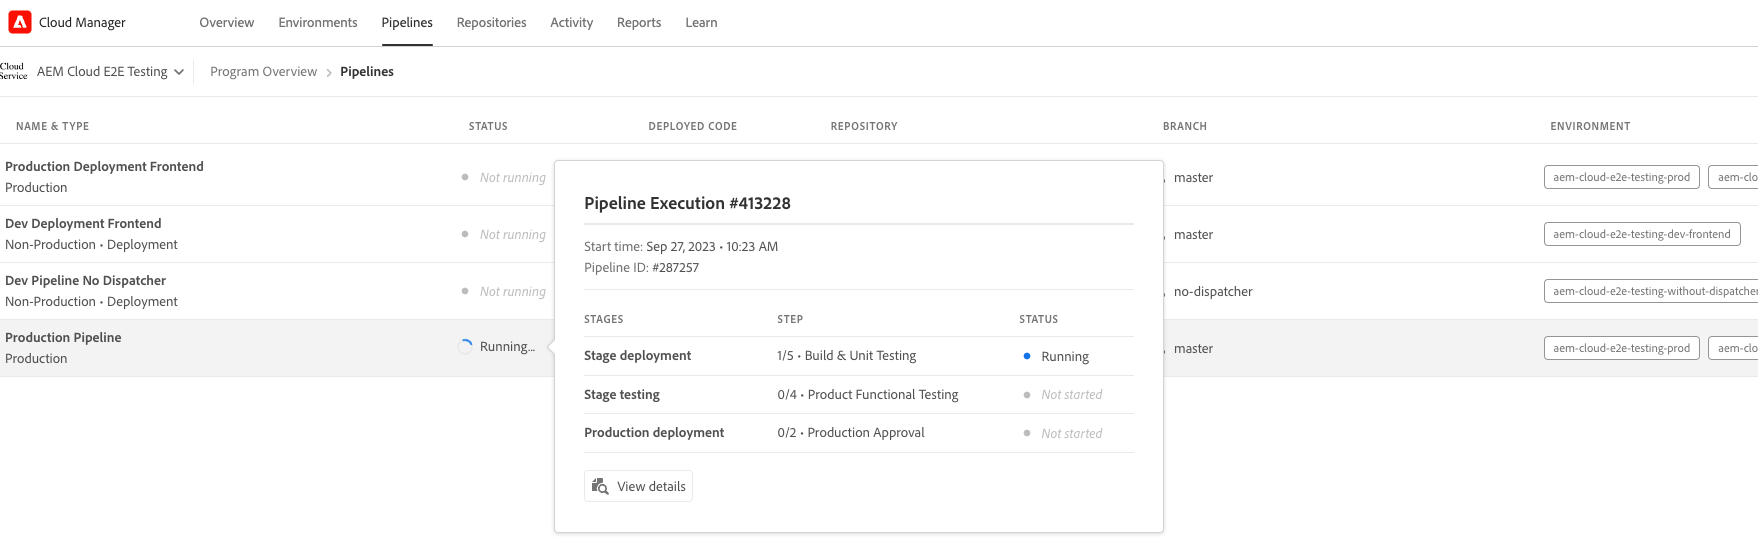 Cloud Manager Overview Environments Pipelines Repositories Activity Reports Learn
Cloud
Service
AEM Cloud E2E Testing Program Overview > Pipelines
NAME & TYPE STATUS DEPLOYED CODE REPOSITORY BRANCH ENVIRONMENT
Production Deployment Frontend
Production
Not running
master
aem-cloud-e2e-testing-prod aem-clo
Dev Deployment Frontend
Non-Production • Deployment
Not running
master
aem-cloud-e2e-testing-dev-frontend
Dev Pipeline No Dispatcher
Non-Production • Deployment
Not running
no-dispatcher
aem-cloud-e2e-testing-without-dispatcher
Production Pipeline
Production
Running...
master
aem-cloud-e2e-testing-prod aem-clo
Pipeline Execution #413228
Start time: Sep 27, 2023 • 10:23 AM
Pipeline ID: #287257
STAGES STEP STATUS
Stage deployment 1/5 • Build & Unit Testing Running
Stage testing 0/4 • Product Functional Testing Not started
Production deployment 0/2 • Production Approval Not started
View details